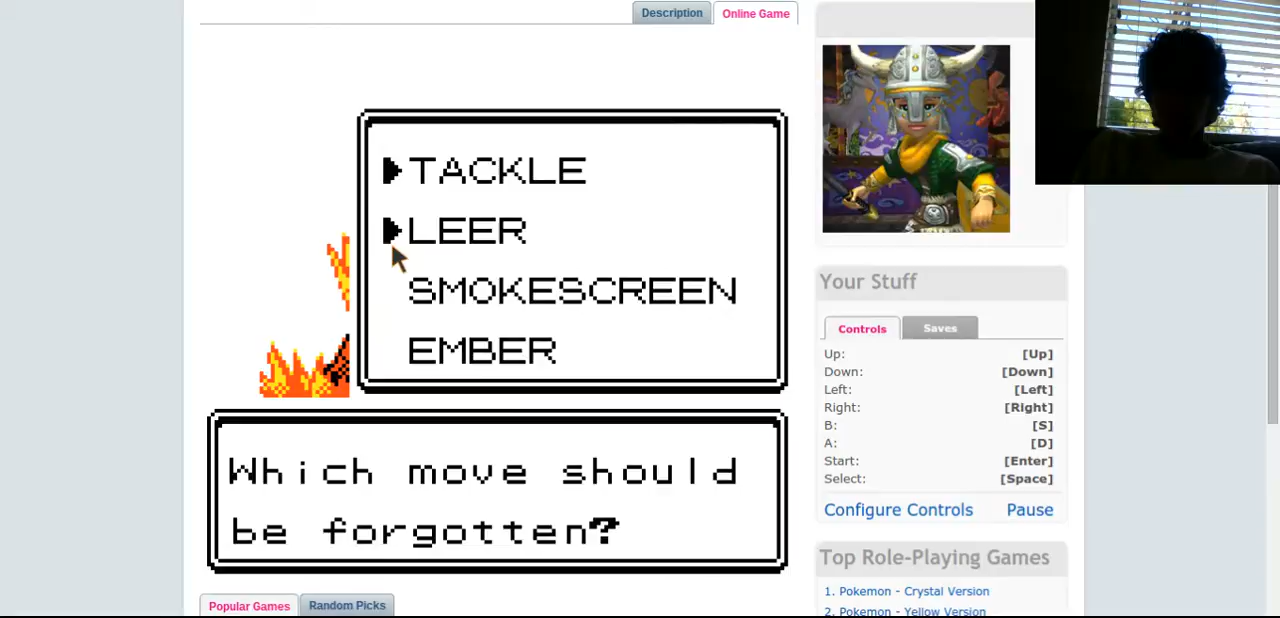 Description
Online Game
▶TACKLE
▶LEER
SMOKESCREEN
EMBER
Which move should
be forgotten?
Popular Games
Random Picks
Your Stuff
Controls
Saves
Up: [Up]
Down: [Down]
Left: [Left]
Right: [Right]
B: [S]
A: [D]
Start: [Enter]
Select: [Space]
Configure Controls
Pause
Top Role-Playing Games
1. Pokemon - Crystal Version
2. Pokemon - Yellow Version